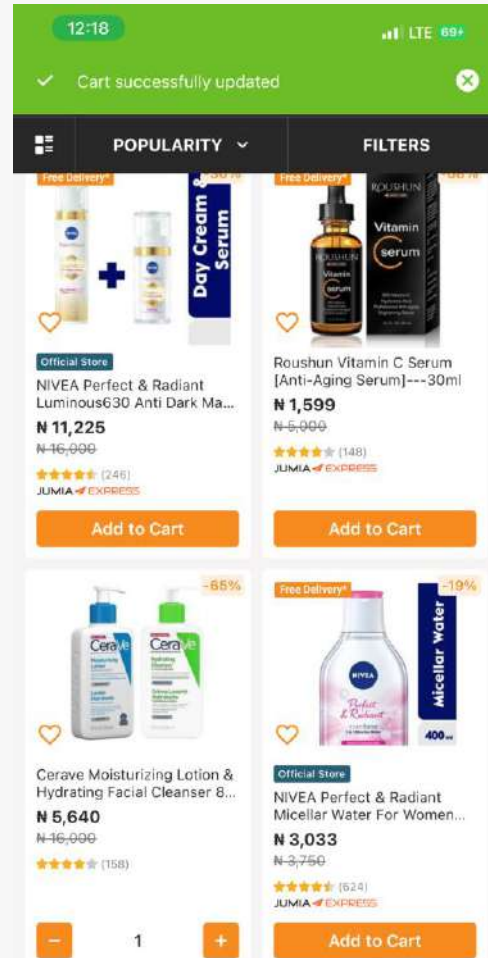 12:18
LTE 69
Cart successfully updated
POPULARITY
FILTERS
Free Delivery*
Day Cream &
Serum
Free Delivery*
ROUSHUN
Vitamin
C
serum
Official Store
NIVEA Perfect & Radiant
Luminous630 Anti Dark Ma...
₦ 11,225
₦ 16,000
(246)
JUMIA EXPRESS
Add to Cart
Roushun Vitamin C Serum
[Anti-Aging Serum]---30ml
₦ 1,599
₦ 5,000
(148)
JUMIA EXPRESS
Add to Cart
-65%
CeraVe
CeraVe
Cerave Moisturizing Lotion &
Hydrating Facial Cleanser 8...
₦ 5,640
₦ 16,000
(158)
- 1 +
Free Delivery*
-19%
NIVEA
Perfect
& Radiant
Micellar Water
400
Official Store
NIVEA Perfect & Radiant
Micellar Water For Women...
₦ 3,033
₦ 3,750
(624)
JUMIA EXPRESS
Add to Cart